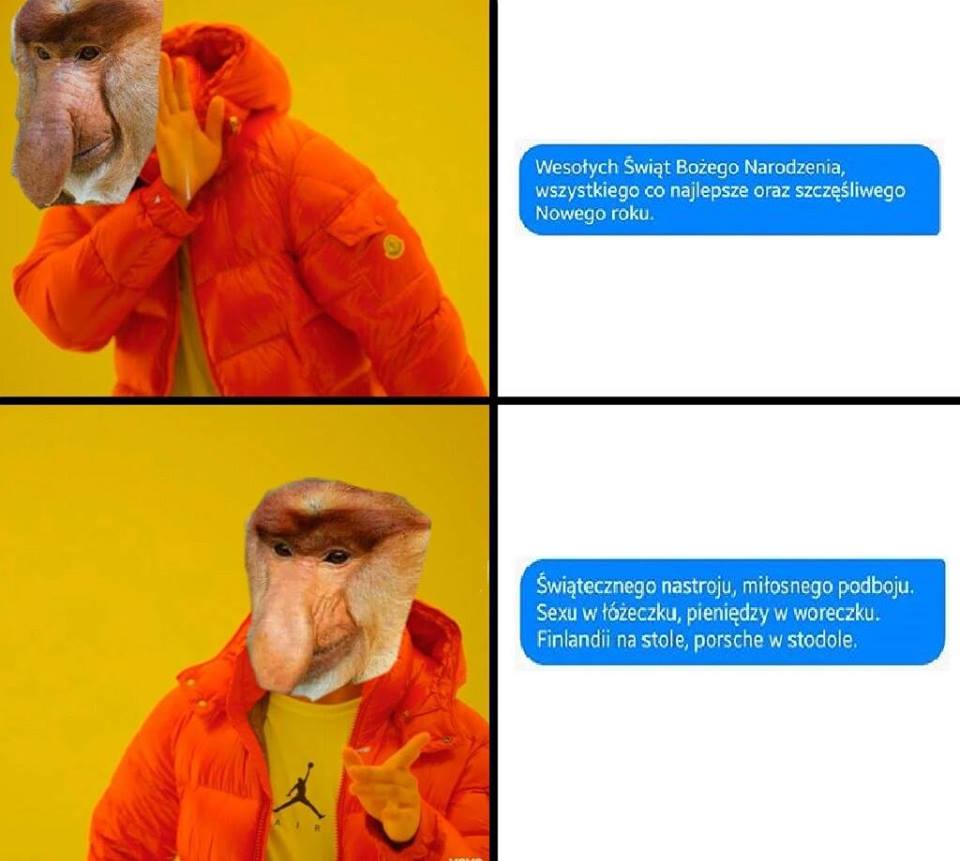 Wesołych Świąt Bożego Narodzenia,
wszystkiego co najlepsze oraz szczęśliwego
Nowego roku.
Świątecznego nastroju, miłosnego podboju.
Sexu w łóżeczku, pieniędzy w woreczku.
Finlandii na stole, porsche w stodole.
AIR